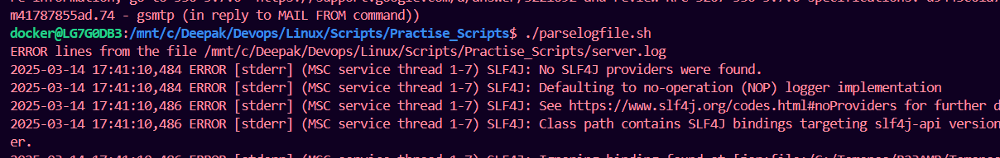 m41787855ad.74 - gsmtp (in reply to MAIL FROM command))
docker@LG7G0DB3:/mnt/c/Deepak/Devops/Linux/Scripts/Practise_Scripts$ ./parselogfile.sh
ERROR lines from the file /mnt/c/Deepak/Devops/Linux/Scripts/Practise_Scripts/server.log
2025-03-14 17:41:10,484 ERROR [stderr] (MSC service thread 1-7) SLF4J: No SLF4J providers were found.
2025-03-14 17:41:10,484 ERROR [stderr] (MSC service thread 1-7) SLF4J: Defaulting to no-operation (NOP) logger implementation
2025-03-14 17:41:10,486 ERROR [stderr] (MSC service thread 1-7) SLF4J: See https://www.slf4j.org/codes.html#noProviders for further d
2025-03-14 17:41:10,486 ERROR [stderr] (MSC service thread 1-7) SLF4J: Class path contains SLF4J bindings targeting slf4j-api version
er.